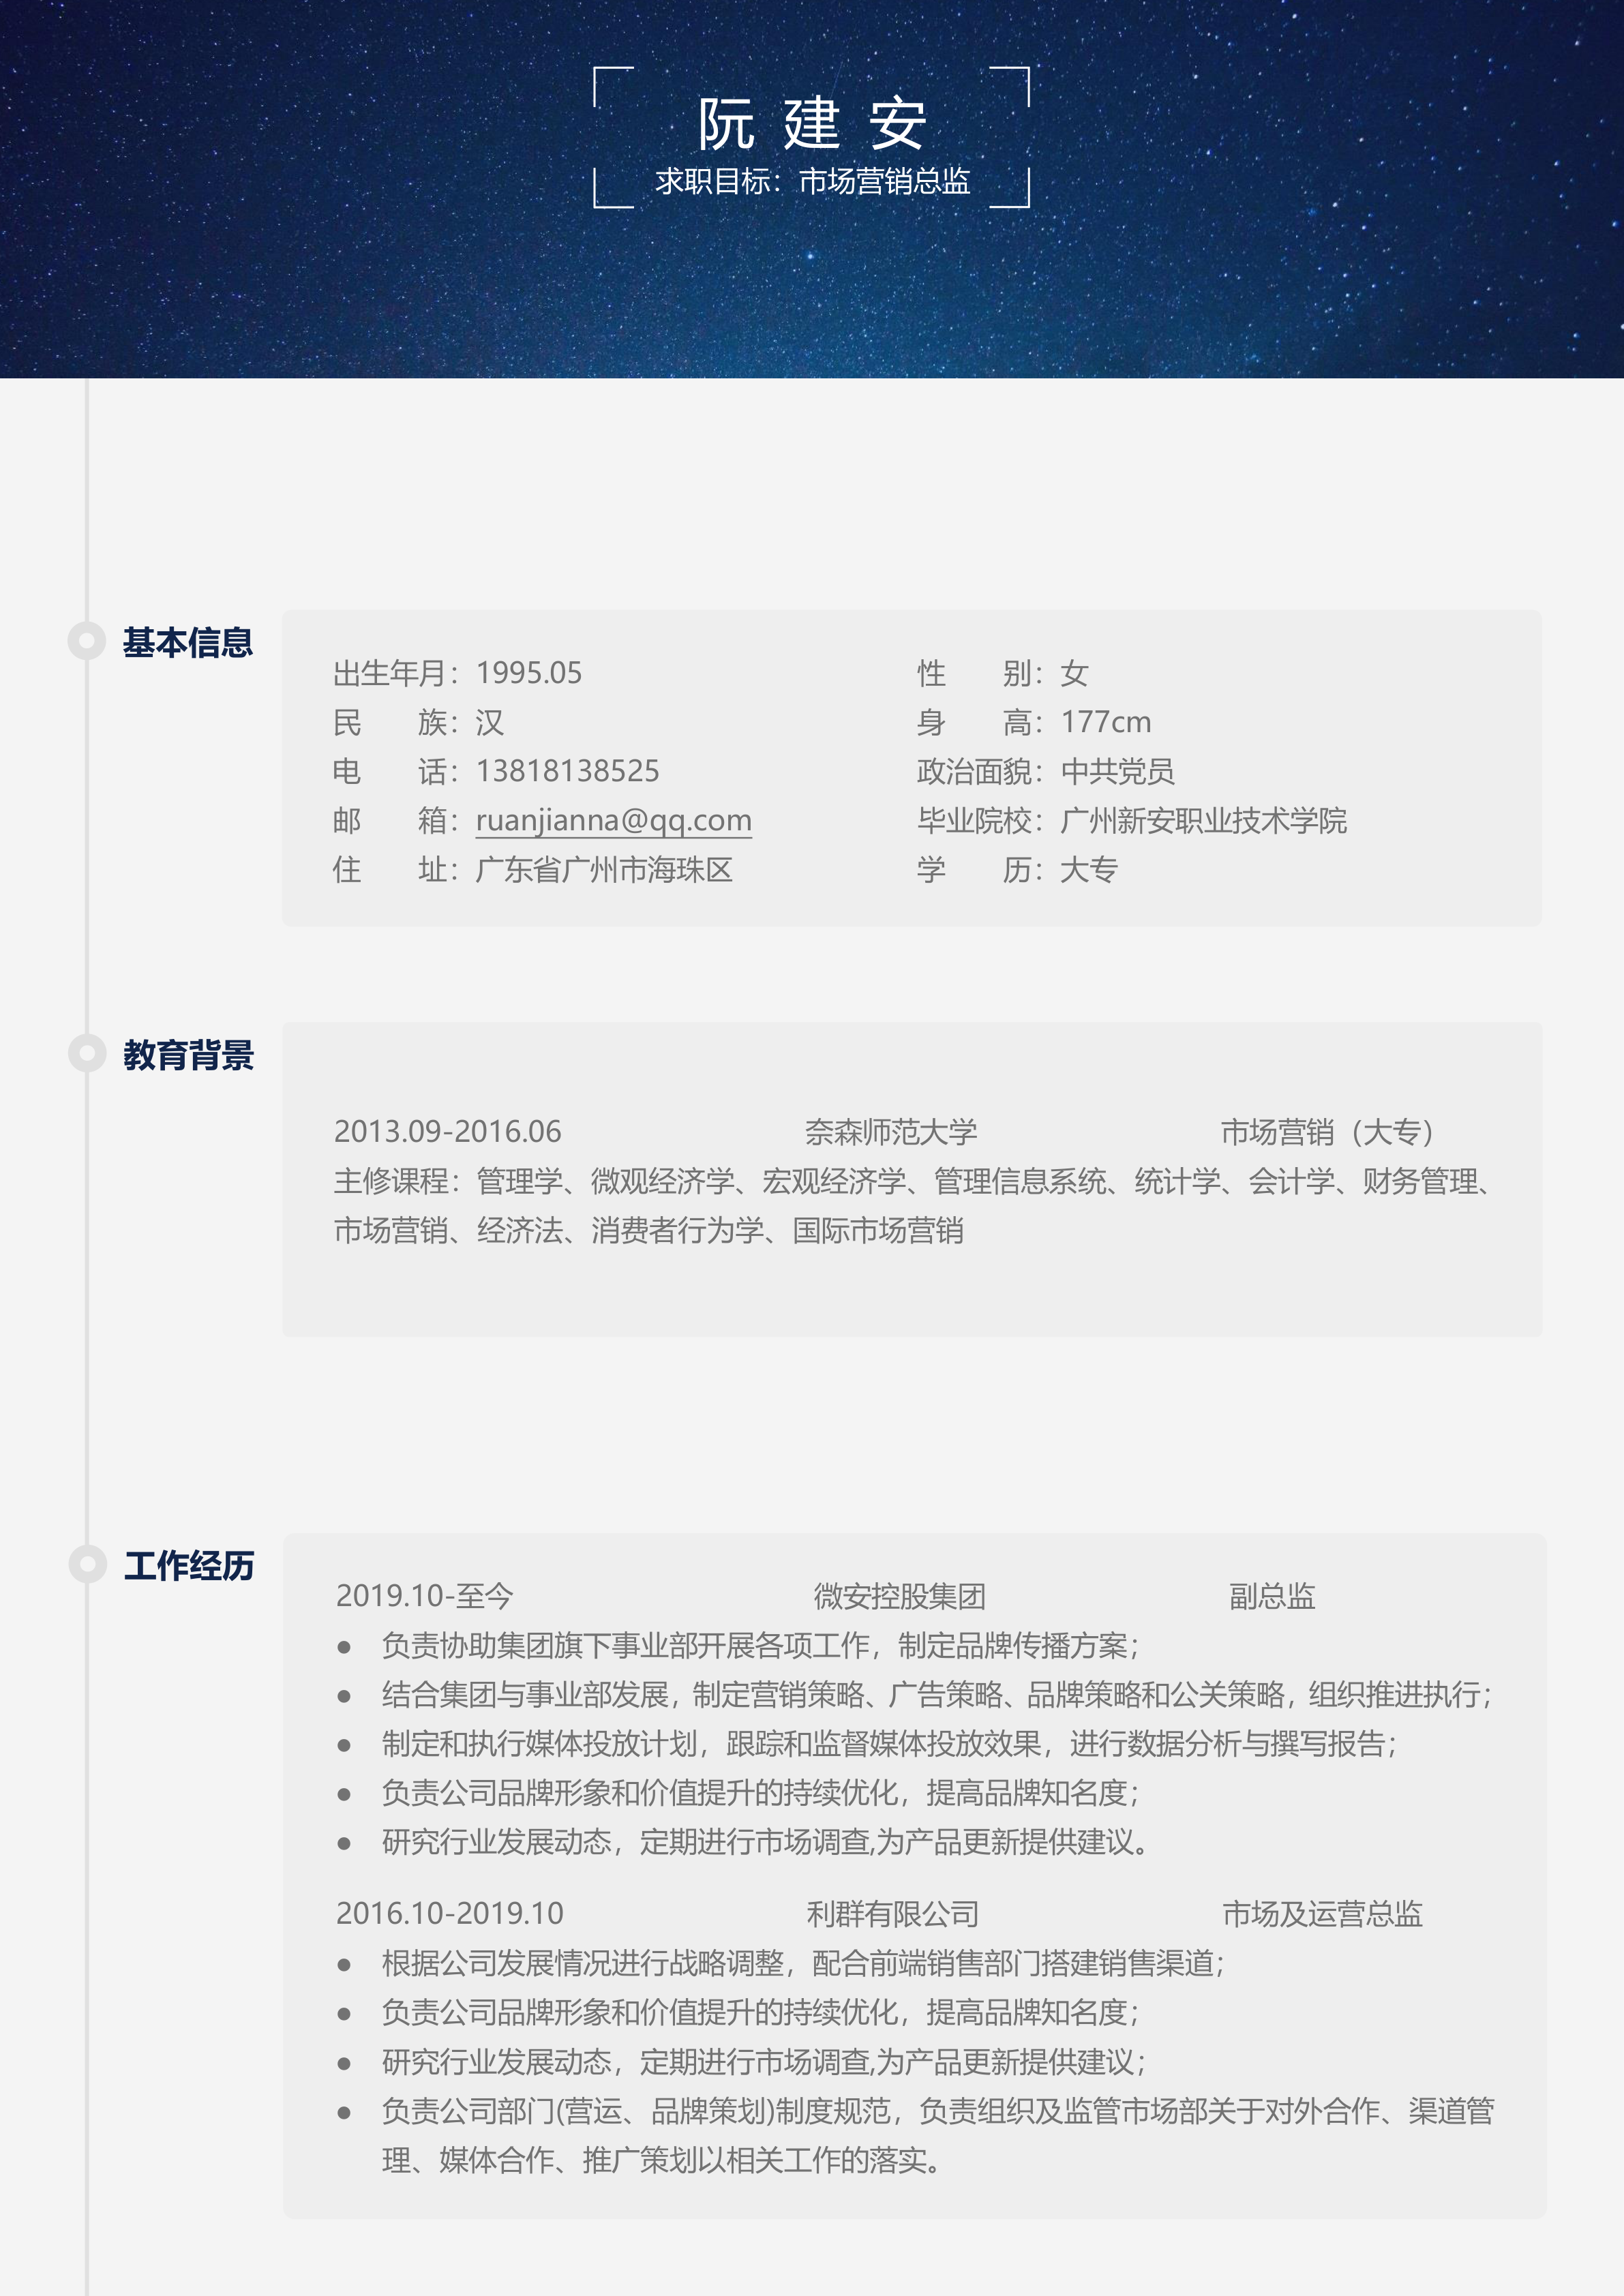 阮建安
求职目标：市场营销总监
基本信息
出生年月：1995.05 性 别：女
民 族：汉 身 高：177cm
电 话：13818138525 政治面貌：中共党员
邮 箱：ruanjianna@qq.com 毕业院校：广州新安职业技术学院
住 址：广东省广州市海珠区 学 历：大专
教育背景
2013.09-2016.06 奈森师范大学 市场营销（大专）
主修课程：管理学、微观经济学、宏观经济学、管理信息系统、统计学、会计学、财务管理、
市场营销、经济法、消费者行为学、国际市场营销
工作经历
2019.10-至今 微安控股集团 副总监
● 负责协助集团旗下事业部开展各项工作，制定品牌传播方案；
● 结合集团与事业部发展，制定营销策略、广告策略、品牌策略和公关策略，组织推进执行；
● 制定和执行媒体投放计划，跟踪和监督媒体投放效果，进行数据分析与撰写报告；
● 负责公司品牌形象和价值提升的持续优化，提高品牌知名度；
● 研究行业发展动态，定期进行市场调查,为产品更新提供建议。
2016.10-2019.10 利群有限公司 市场及运营总监
● 根据公司发展情况进行战略调整，配合前端销售部门搭建销售渠道；
● 负责公司品牌形象和价值提升的持续优化，提高品牌知名度；
● 研究行业发展动态，定期进行市场调查,为产品更新提供建议；
● 负责公司部门(营运、品牌策划)制度规范，负责组织及监管市场部关于对外合作、渠道管
理、媒体合作、推广策划以相关工作的落实。